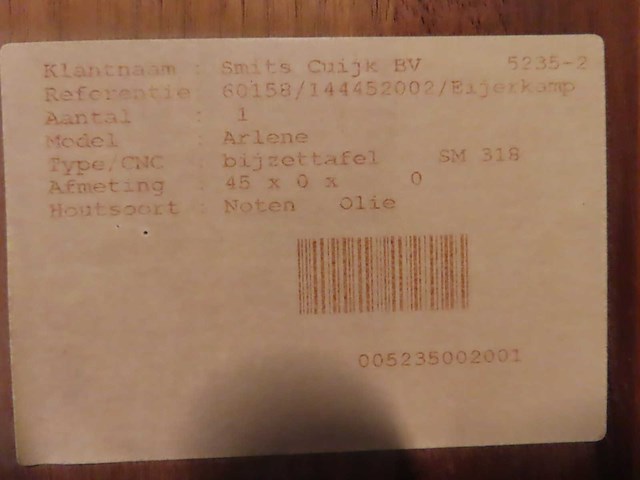 Klantnaam : Smits Cuijk BV 5235-2
Referentie : 60158/144452002/Eijerkamp
Aantal : 1
Model : Arlene
Type/CNC : bijzettafel SM 318
Afmeting : 45 x 0 x 0
Houtsoort : Noten Olie
005235002001